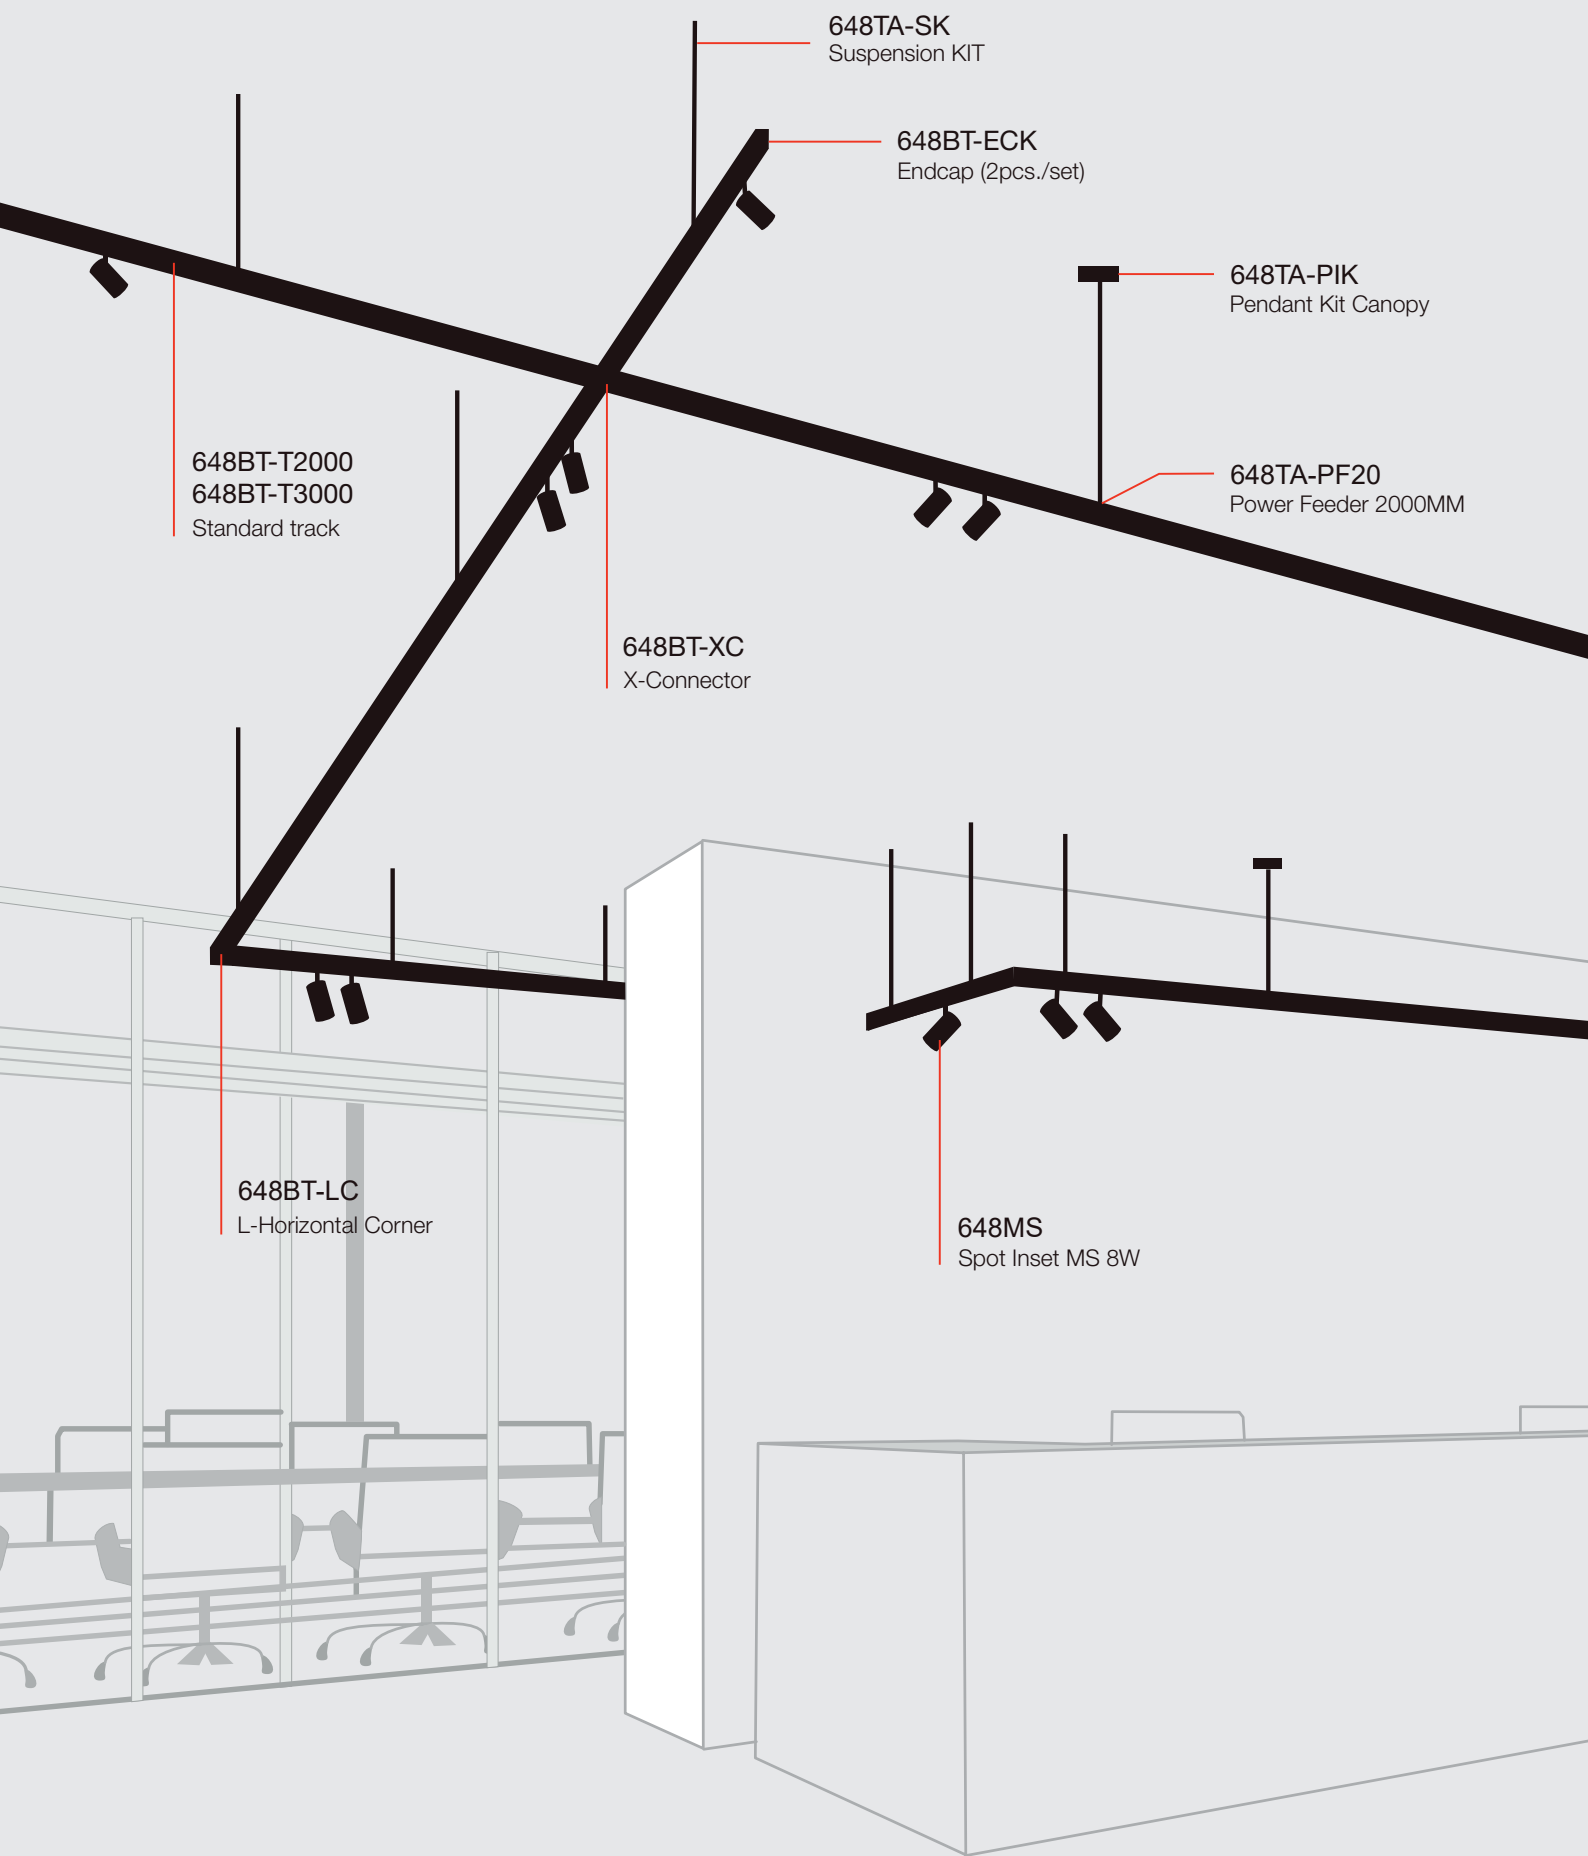 648TA-SK
Suspension KIT
648BT-ECK
Endcap (2pcs./set)
648TA-PIK
Pendant Kit Canopy
648BT-T2000
648BT-T3000
Standard track
648TA-PF20
Power Feeder 2000MM
648BT-XC
X-Connector
648BT-LC
L-Horizontal Corner
648MS
Spot Inset MS 8W